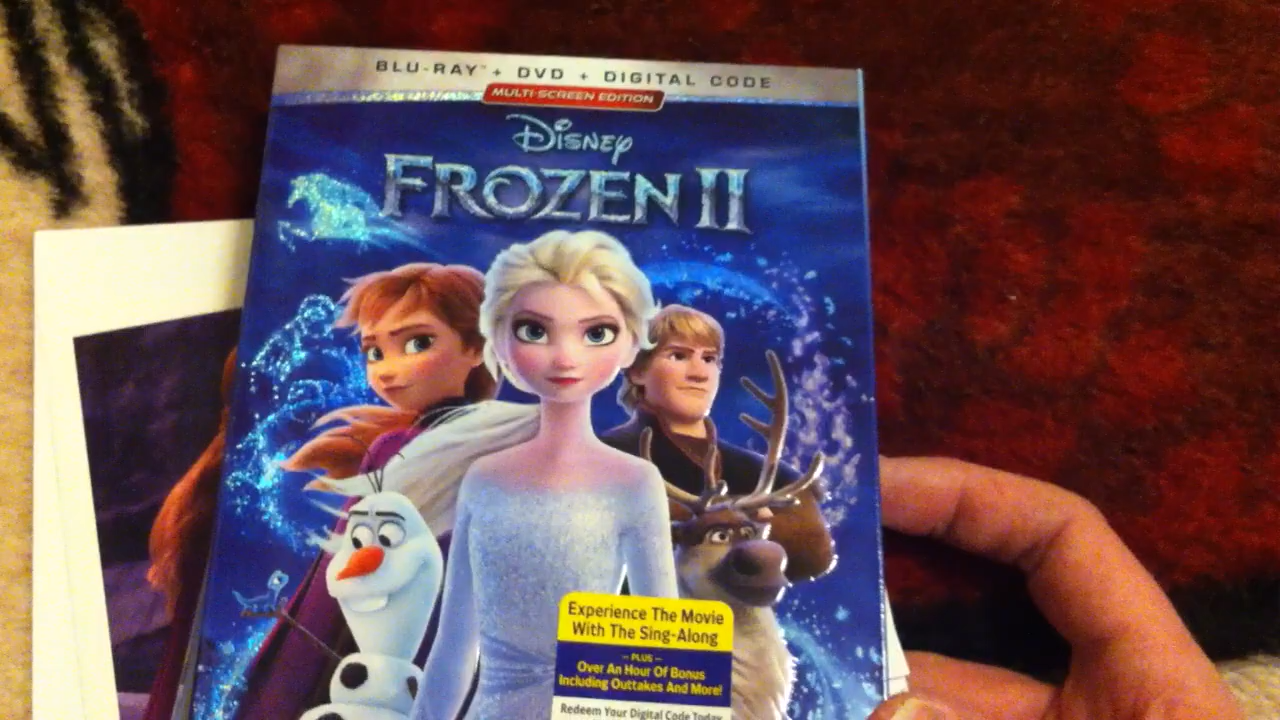 BLU-RAY™ + DVD + DIGITAL CODE
MULTI-SCREEN EDITION
Disney
FROZEN II
Experience The Movie
With The Sing-Along
– PLUS –
Over An Hour Of Bonus
Including Outtakes And More!
Redeem Your Digital Code Today